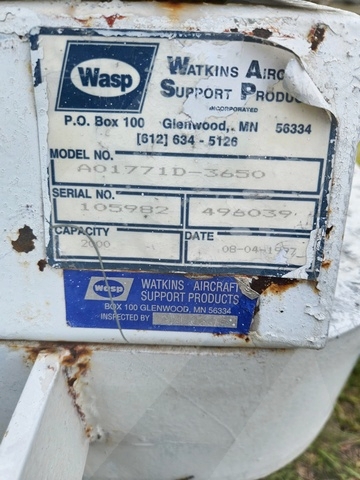 Wasp
WATKINS AIRC
SUPPORT PRODUC
INCORPORATED
P.O. Box 100 Glenwood,. MN 56334
[612] 634 - 5126
MODEL NO.
A01771D-3650
SERIAL NO.
105982 496039
CAPACITY DATE
2000 08-04-1997
Wasp WATKINS AIRCRAFT
SUPPORT PRODUCTS
BOX 100 GLENWOOD, MN 56334
INSPECTED BY